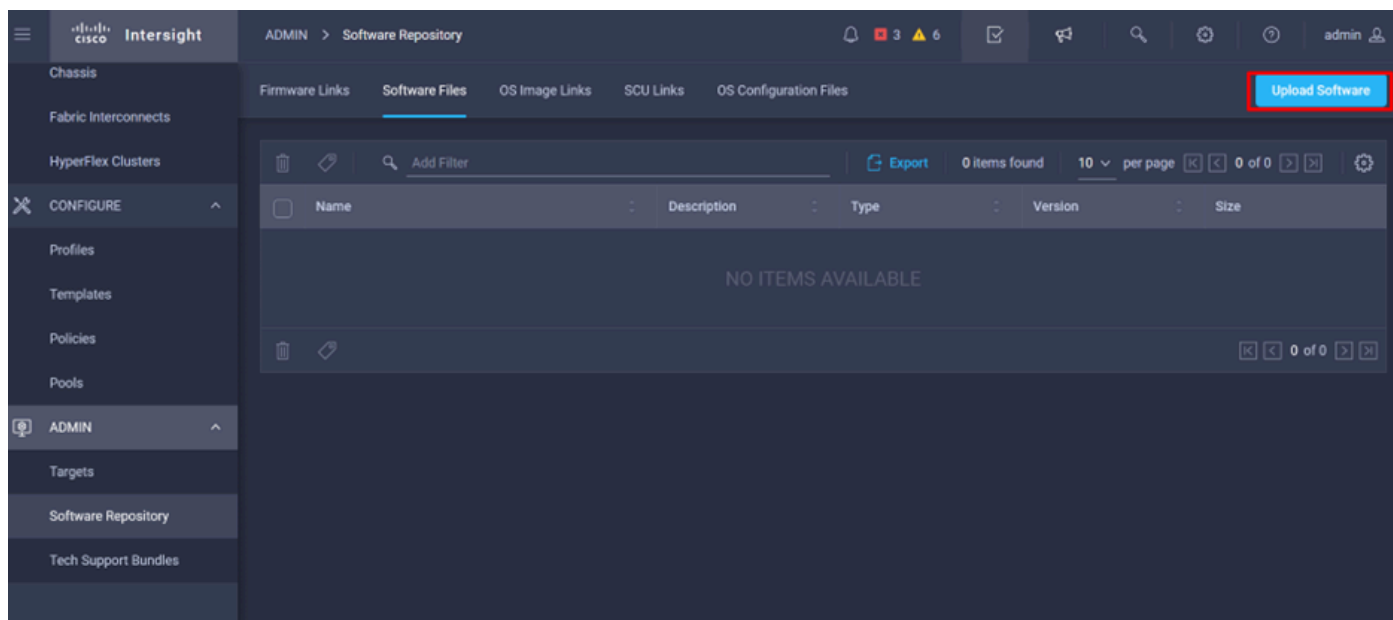 cisco Intersight
ADMIN > Software Repository
3
6
admin
Chassis
Fabric Interconnects
HyperFlex Clusters
CONFIGURE
Profiles
Templates
Policies
Pools
ADMIN
Targets
Software Repository
Tech Support Bundles
Firmware Links Software Files OS Image Links SCU Links OS Configuration Files
Upload Software
Add Filter
Export 0 items found 10 per page 0 of 0
Name Description Type Version Size
NO ITEMS AVAILABLE
0 of 0